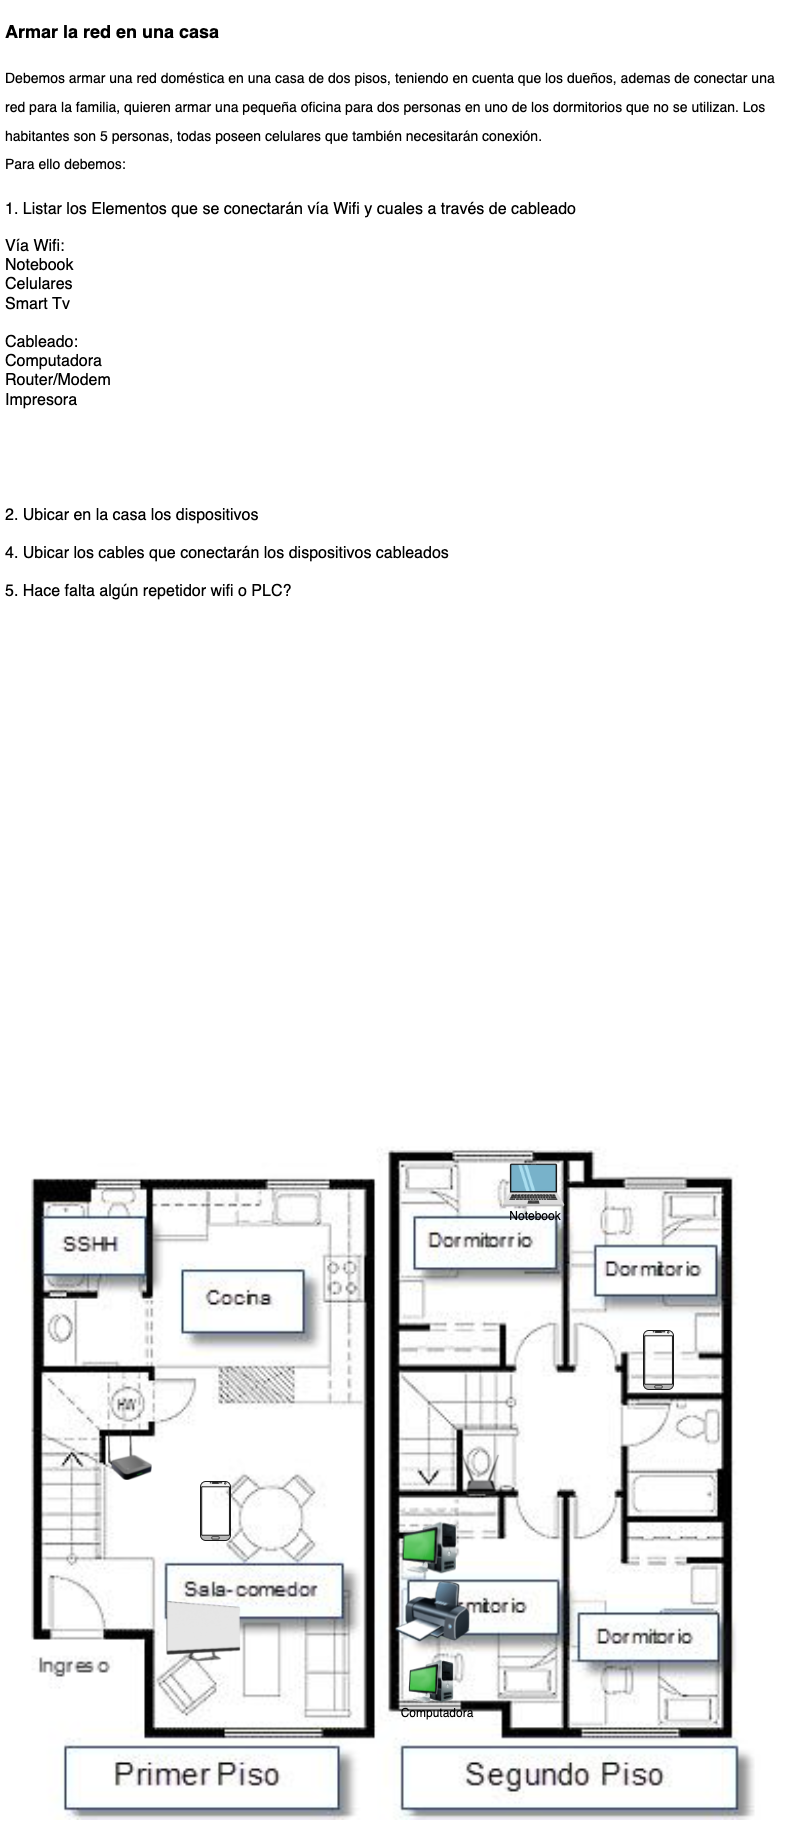 Armar la red en una casa
Debemos armar una red doméstica en una casa de dos pisos, teniendo en cuenta que los dueños, ademas de conectar una
red para la familia, quieren armar una pequeña oficina para dos personas en uno de los dormitorios que no se utilizan. Los
habitantes son 5 personas, todas poseen celulares que también necesitarán conexión.
Para ello debemos:
1. Listar los Elementos que se conectarán vía Wifi y cuales a través de cableado
Vía Wifi:
Notebook
Celulares
Smart Tv
Cableado:
Computadora
Router/Modem
Impresora
2. Ubicar en la casa los dispositivos
4. Ubicar los cables que conectarán los dispositivos cableados
5. Hace falta algún repetidor wifi o PLC?
SSHH
Cocina
HW
Sala-comedor
Ingreso
Primer Piso
Notebook
Dormitorrio
Dormitorio
mitorio
Dormitorio
Computadora
Segundo Piso